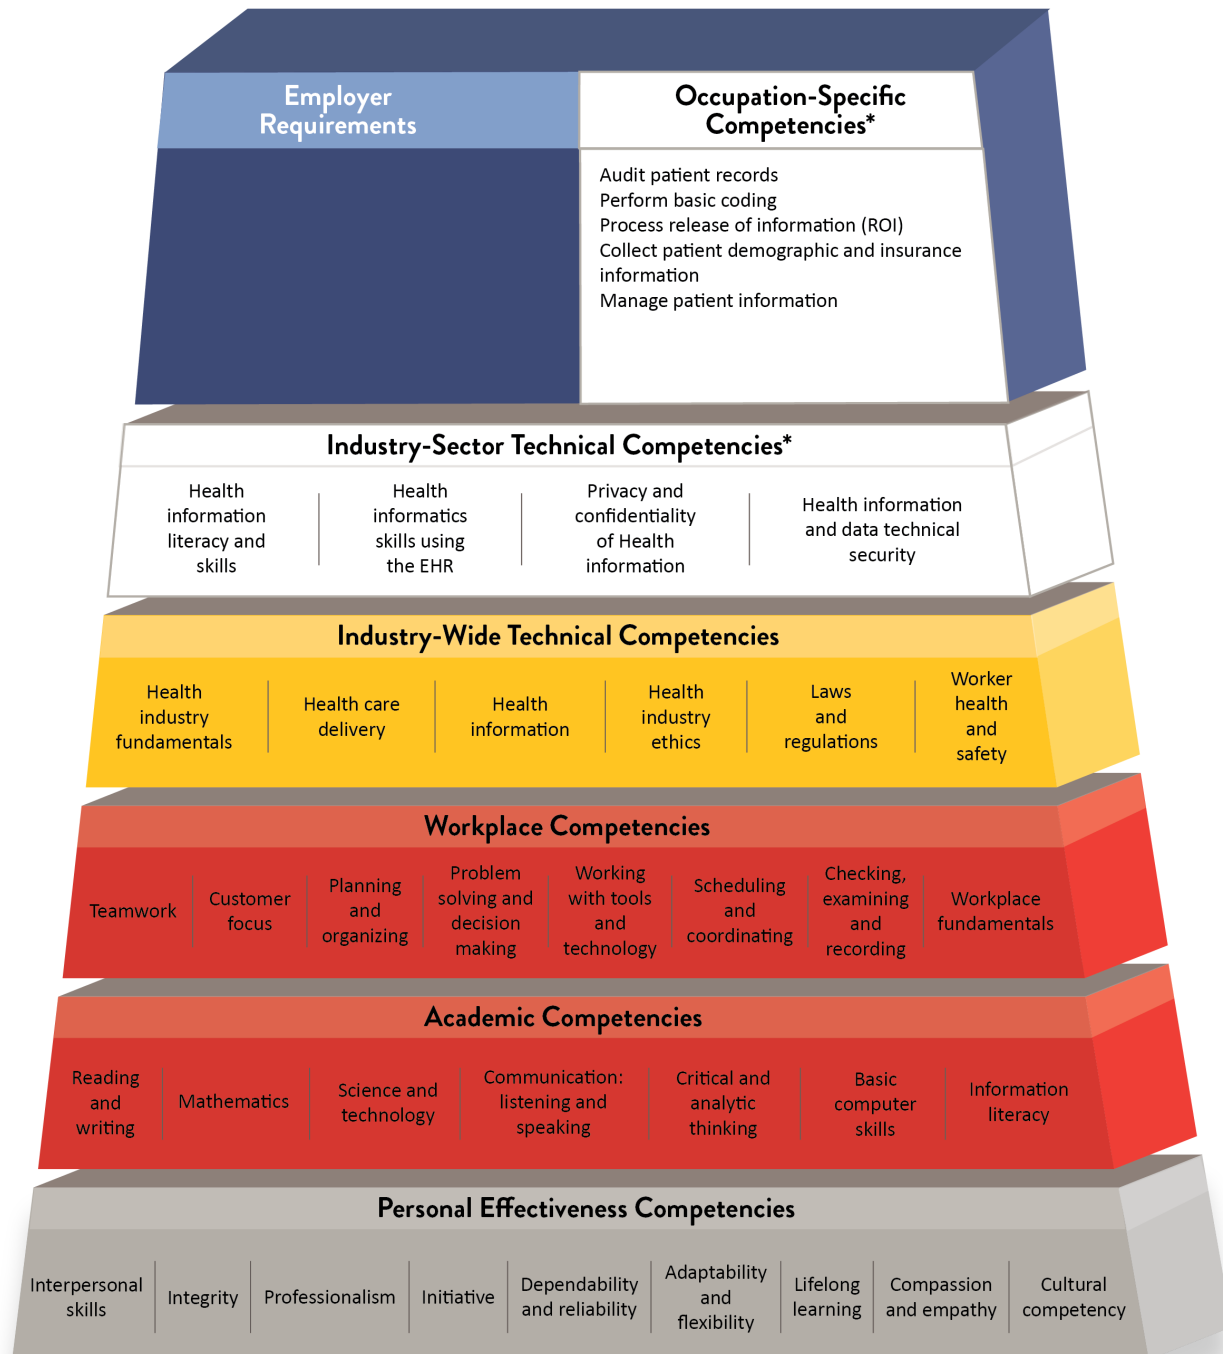 Employer
Requirements
Occupation-Specific
Competencies*
Audit patient records
Perform basic coding
Process release of information (ROI)
Collect patient demographic and insurance
information
Manage patient information
Industry-Sector Technical Competencies*
Health
information
literacy and
skills
Health
informatics
skills using
the EHR
Privacy and
confidentiality
of Health
information
Health information
and data technical
security
Industry-Wide Technical Competencies
Health
industry
fundamentals
Health care
delivery
Health
information
Health
industry
ethics
Laws
and
regulations
Worker
health
and
safety
Workplace Competencies
Teamwork
Customer
focus
Planning
and
organizing
Problem
solving and
decision
making
Working
with tools
and
technology
Scheduling
and
coordinating
Checking,
examining
and
recording
Workplace
fundamentals
Academic Competencies
Reading
and
writing
Mathematics
Science and
technology
Communication:
listening and
speaking
Critical and
analytic
thinking
Basic
computer
skills
Information
literacy
Personal Effectiveness Competencies
Interpersonal
skills
Integrity
Professionalism
Initiative
Dependability
and reliability
Adaptability
and
flexibility
Lifelong
learning
Compassion
and empathy
Cultural
competency